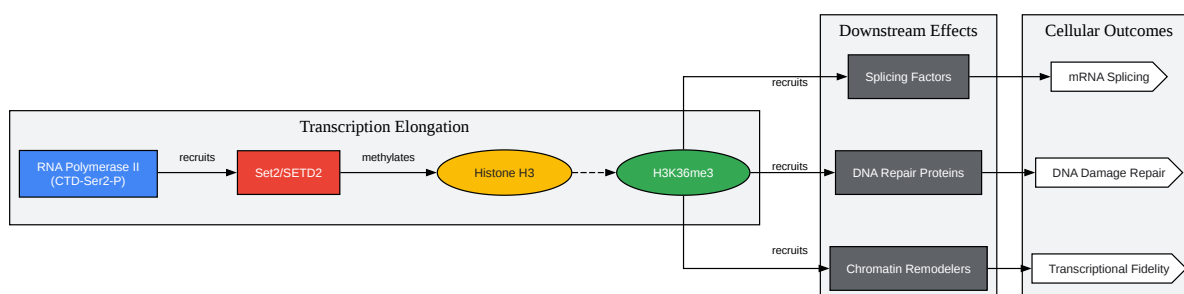 Downstream Effects
Cellular Outcomes
recruits
Splicing Factors
mRNA Splicing
Transcription Elongation
RNA Polymerase II
(CTD-Ser2-P)
recruits
Set2/SETD2
methylates
Histone H3
H3K36me3
recruits
DNA Repair Proteins
DNA Damage Repair
recruits
Chromatin Remodelers
Transcriptional Fidelity